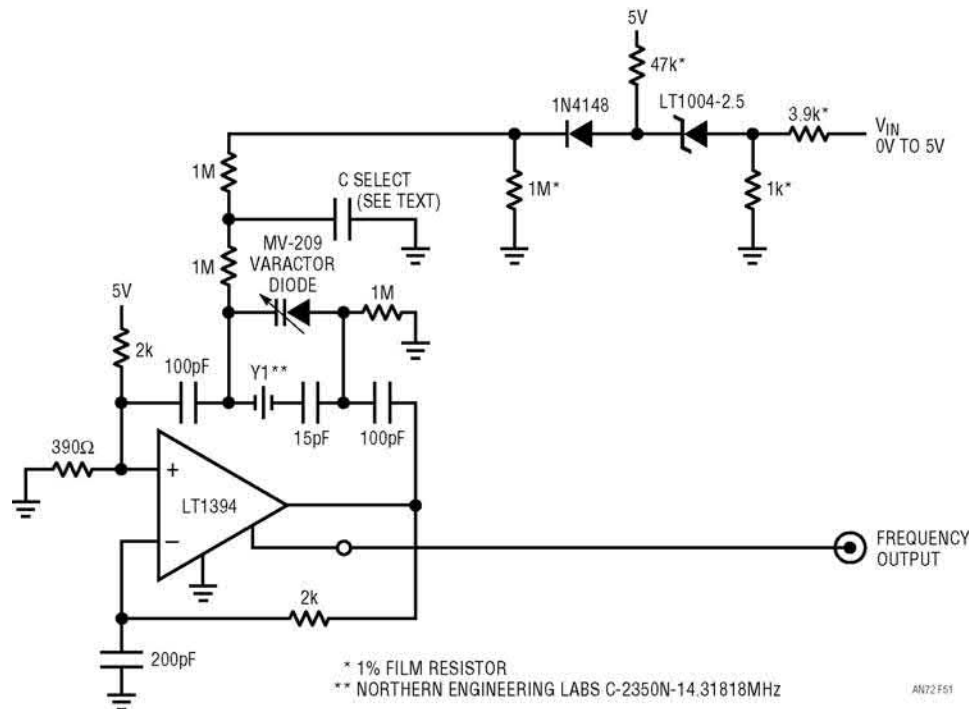 5V
47k*
1N4148
LT1004-2.5
3.9k*
VIN
0V TO 5V
1M
C SELECT
(SEE TEXT)
1M*
1k*
1M
MV-209
VARACTOR
DIODE
1M
5V
2k
100pF
Y1**
15pF
100pF
390Ω
+
LT1394
–
FREQUENCY
OUTPUT
2k
200pF
* 1% FILM RESISTOR
** NORTHERN ENGINEERING LABS C-2350N-14.31818MHz
AN72 F51